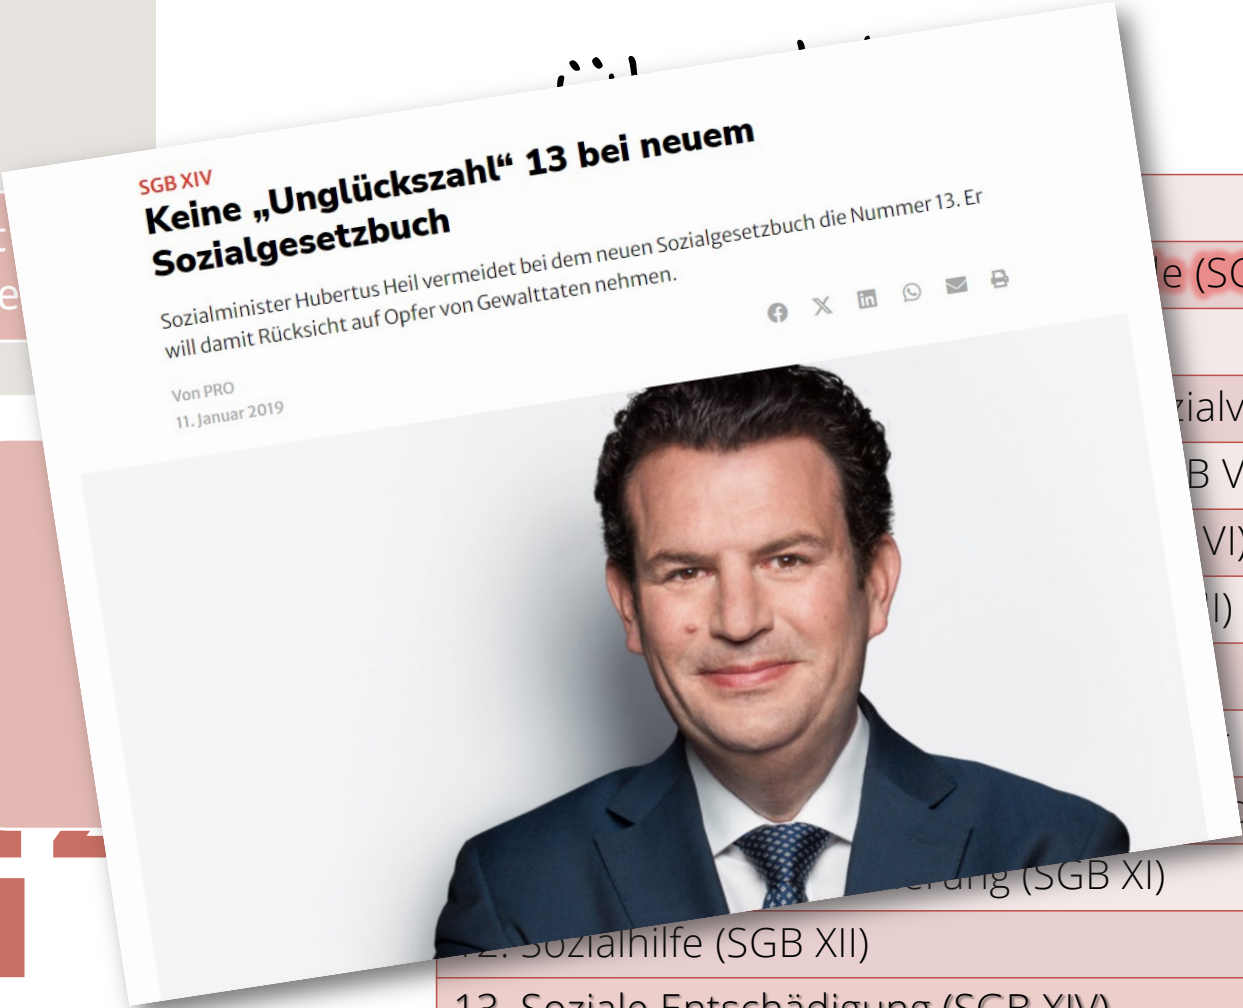 SGB XIV
Keine „Unglückszahl“ 13 bei neuem
Sozialgesetzbuch
Sozialminister Hubertus Heil vermeidet bei dem neuen Sozialgesetzbuch die Nummer 13. Er
will damit Rücksicht auf Opfer von Gewalttaten nehmen.
Von PRO
11. Januar 2019
(SGB XI)
12. Sozialhilfe (SGB XII)
13. Soziale Entschädigung (SGB XIV)